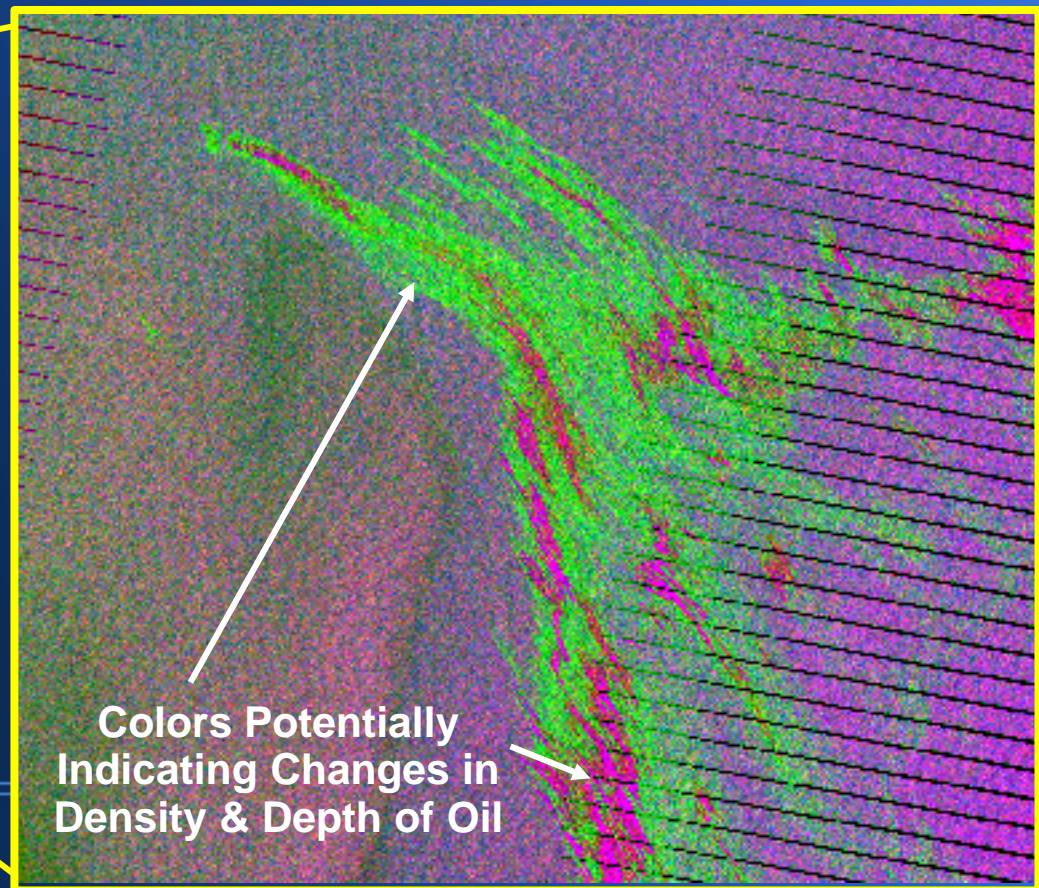 Colors Potentially
Indicating Changes in
Density & Depth of Oil